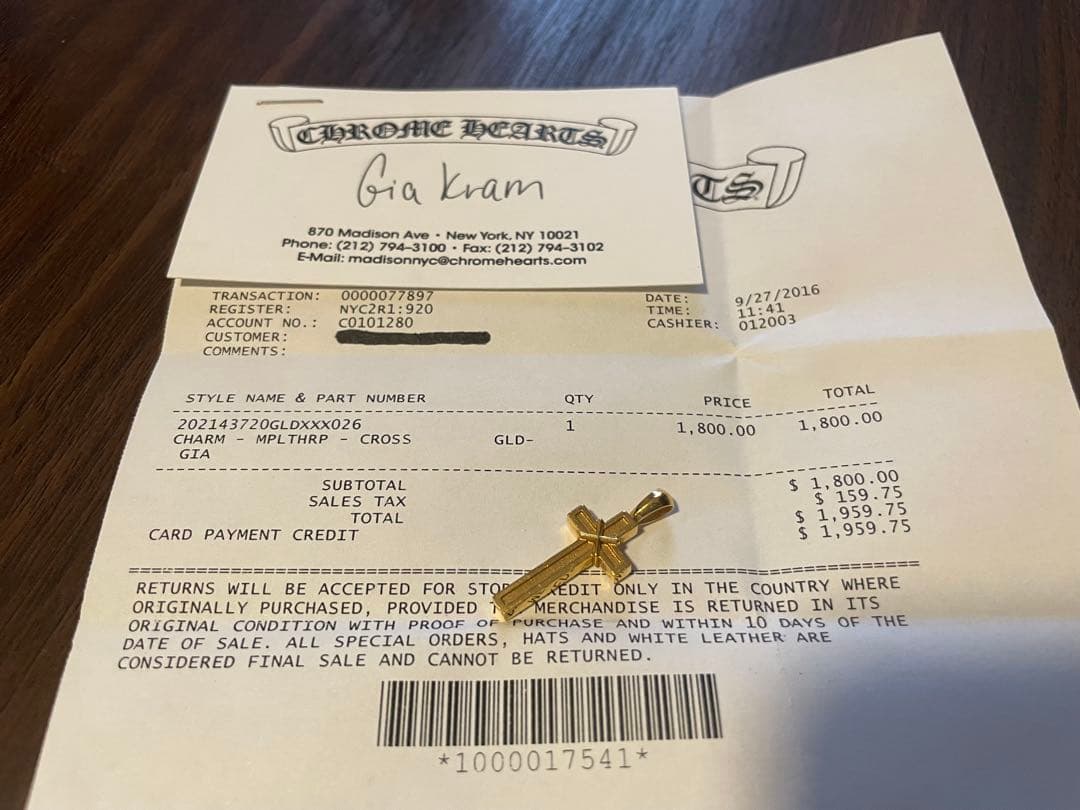 CHROME HEARTS
Gia Kram
870 Madison Ave • New York, NY 10021
Phone: (212) 794-3100 • Fax: (212) 794-3102
E-Mail: madisonnyc@chromehearts.com
TS
TRANSACTION: 0000077897
REGISTER: NYC2R1:920
ACCOUNT NO.: C0101280
CUSTOMER:
COMMENTS:
DATE: 9/27/2016
TIME: 11:41
CASHIER: 012003
STYLE NAME & PART NUMBER QTY PRICE TOTAL
202143720GLDXXX026 1 1,800.00 1,800.00
CHARM - MPLTHRP - CROSS GLD-
GIA
SUBTOTAL $ 1,800.00
SALES TAX $ 159.75
TOTAL $ 1,959.75
CARD PAYMENT CREDIT $ 1,959.75
RETURNS WILL BE ACCEPTED FOR STO EDIT ONLY IN THE COUNTRY WHERE
ORIGINALLY PURCHASED, PROVIDED T MERCHANDISE IS RETURNED IN ITS
ORIGINAL CONDITION WITH PROOF OF PURCHASE AND WITHIN 10 DAYS OF THE
DATE OF SALE. ALL SPECIAL ORDERS, HATS AND WHITE LEATHER ARE
CONSIDERED FINAL SALE AND CANNOT BE RETURNED.
*1000017541*